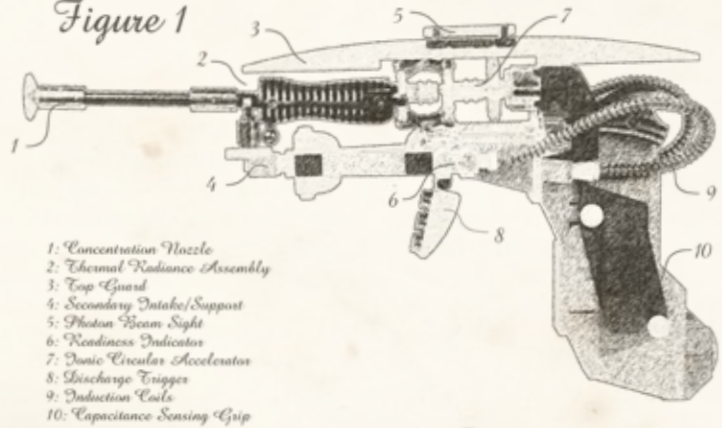 Figure 1
3
5
7
2
1
4
6
8
9
10
1: Concentration Nozzle
2: Thermal Radiance Assembly
3: Top Guard
4: Secondary Intake/Support
5: Photon Beam Sight
6: Readiness Indicator
7: Ionic Circular Accelerator
8: Discharge Trigger
9: Induction Coils
10: Capacitance Sensing Grip